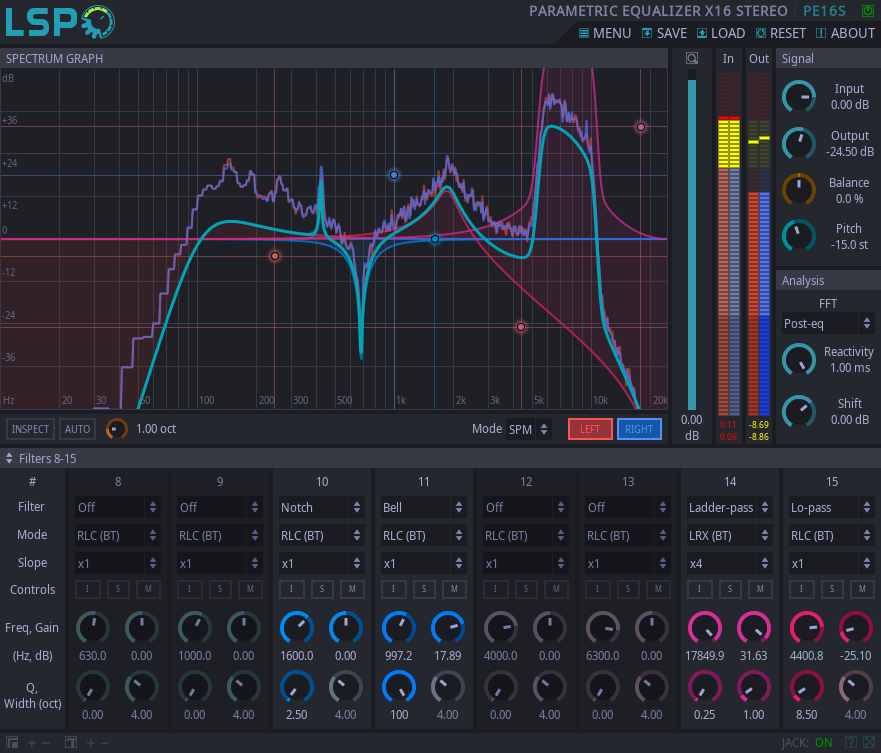 LSP
PARAMETRIC EQUALIZER X16 STEREO PE16S
MENU SAVE LOAD RESET ABOUT
SPECTRUM GRAPH
In Out
Signal
dB
+36
+24
+12
0
-12
-24
-36
Hz 20 30 50 100 200 300 500 1k 2k 3k 5k 10k 20k
Input
0.00 dB
Output
-24.50 dB
Balance
0.0 %
Pitch
-15.0 st
Analysis
FFT
Post-eq
Reactivity
1.00 ms
Shift
0.00 dB
0.00
dB
0.11 -8.69
0.06 -8.86
INSPECT AUTO 1.00 oct Mode SPM LEFT RIGHT
Filters 8-15
# 8 9 10 11 12 13 14 15
Filter Off Off Notch Bell Off Off Ladder-pass Lo-pass
Mode RLC (BT) RLC (BT) RLC (BT) RLC (BT) RLC (BT) RLC (BT) LRX (BT) RLC (BT)
Slope x1 x1 x1 x1 x1 x1 x4 x1
Controls I S M I S M I S M I S M I S M I S M I S M I S M
Freq, Gain
(Hz, dB) 630.0 0.00 1000.0 0.00 1600.0 0.00 997.2 17.89 4000.0 0.00 6300.0 0.00 17849.9 31.63 4400.8 -25.10
Q,
Width (oct) 0.00 4.00 0.00 4.00 2.50 4.00 100 4.00 0.00 4.00 0.00 4.00 0.25 1.00 8.50 4.00
JACK: ON ?